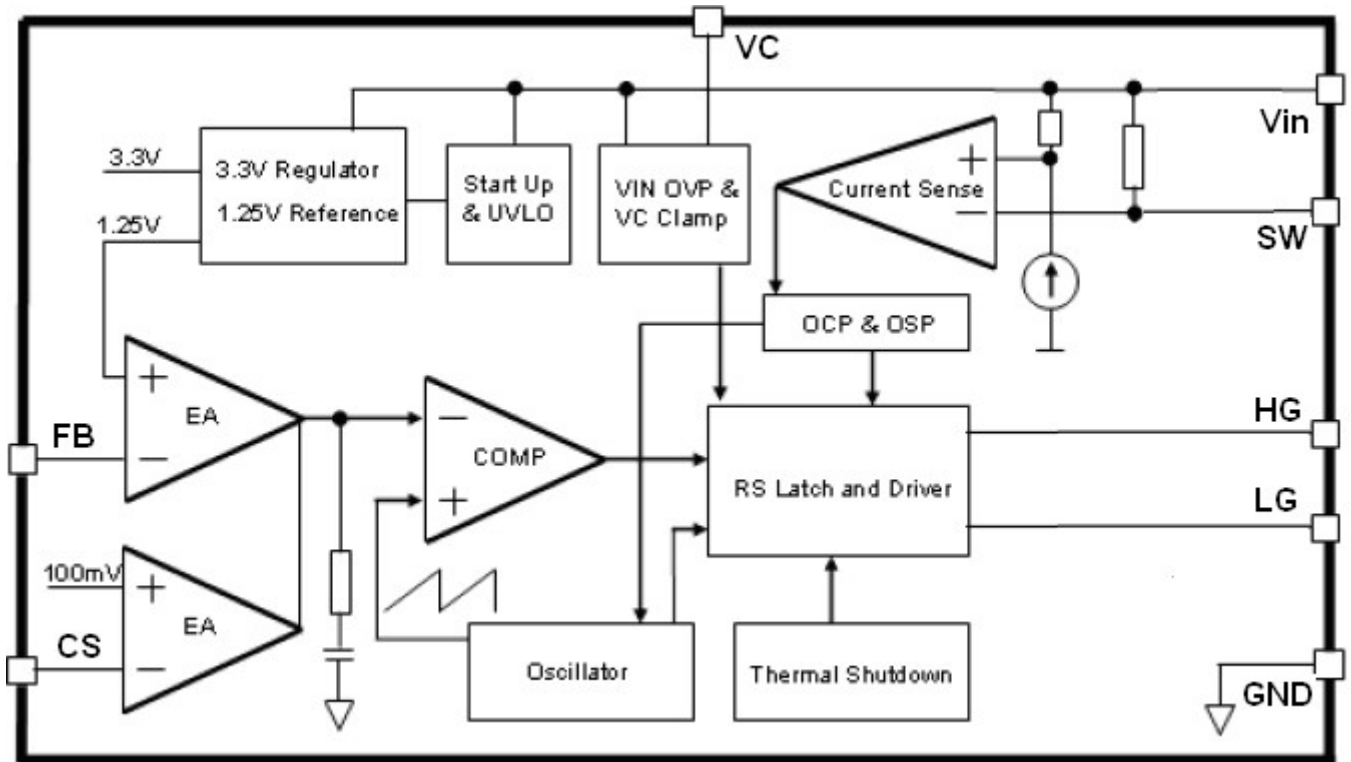 VC
Vin
3.3V
3.3V Regulator
1.25V Reference
Start Up
& UVLO
VIN OVP &
VC Clamp
+
Current Sense
−
1.25V
SW
OCP & OSP
+
EA
−
FB
−
COMP
+
RS Latch and Driver
HG
LG
100mV
+
EA
−
CS
Oscillator
Thermal Shutdown
GND